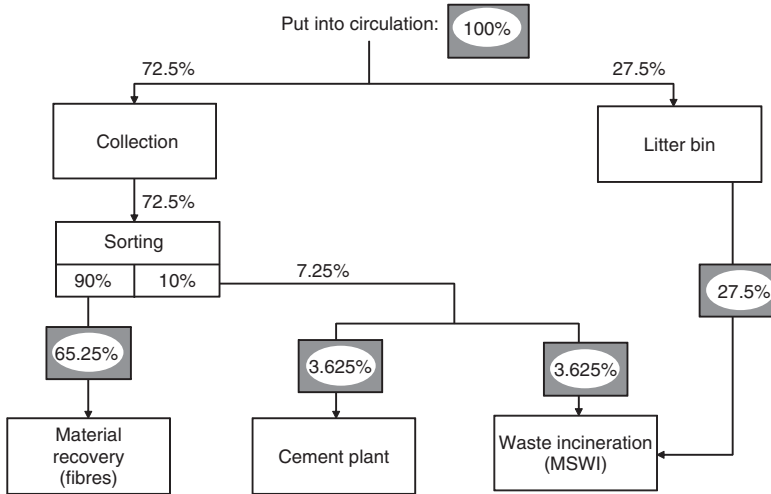 Put into circulation: 100%
72.5% 27.5%
Collection Litter bin
72.5%
Sorting
90% 10% 7.25%
27.5%
65.25% 3.625% 3.625%
Material
recovery
(fibres)
Cement plant
Waste incineration
(MSWI)